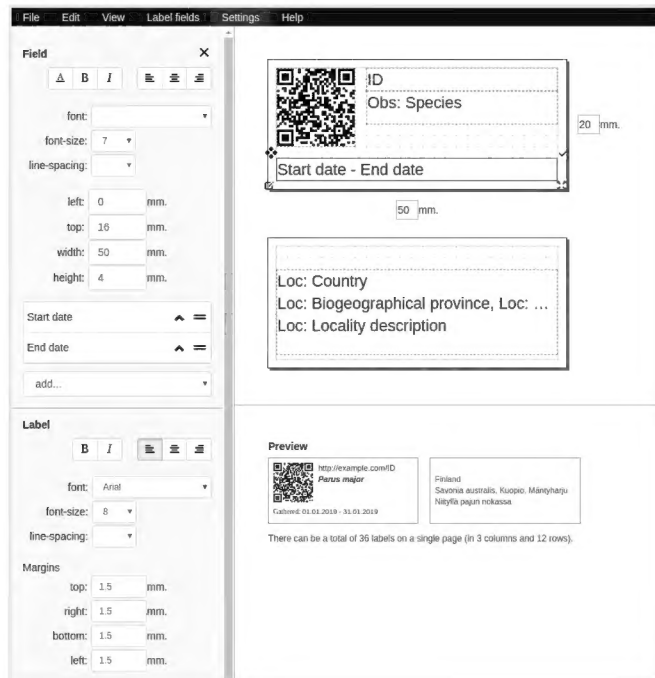 File Edit View Label fields Settings Help
Field
A B I
font:
font-size: 7
line-spacing:
left: 0 mm.
top: 16 mm.
width: 50 mm.
height: 4 mm.
Start date
End date
add...
Label
B I
font: Arial
font-size: 8
line-spacing:
Margins
top: 1.5 mm.
right: 1.5 mm.
bottom: 1.5 mm.
left: 1.5 mm.
ID
Obs: Species
Start date - End date
20 mm.
50 mm.
Loc: Country
Loc: Biogeographical province, Loc: ...
Loc: Locality description
Preview
http://example.com/ID
Parus major
Gathered: 01.01.2019 - 31.01.2019
Finland
Savonia australis, Kuopio, Mäntyharju
Niityllä pajun nokassa
There can be a total of 36 labels on a single page (in 3 columns and 12 rows).